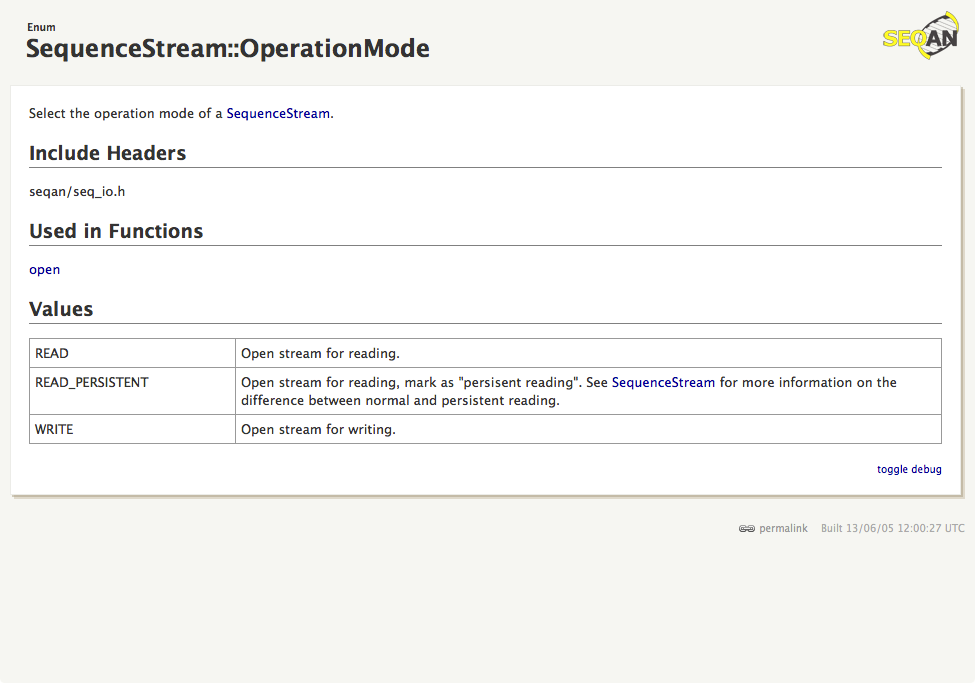 Enum
SequenceStream::OperationMode
SEQAN
Select the operation mode of a SequenceStream.
Include Headers
seqan/seq_io.h
Used in Functions
open
Values
READ Open stream for reading.
READ_PERSISTENT Open stream for reading, mark as "persisent reading". See SequenceStream for more information on the
difference between normal and persistent reading.
WRITE Open stream for writing.
toggle debug
permalink Built 13/06/05 12:00:27 UTC